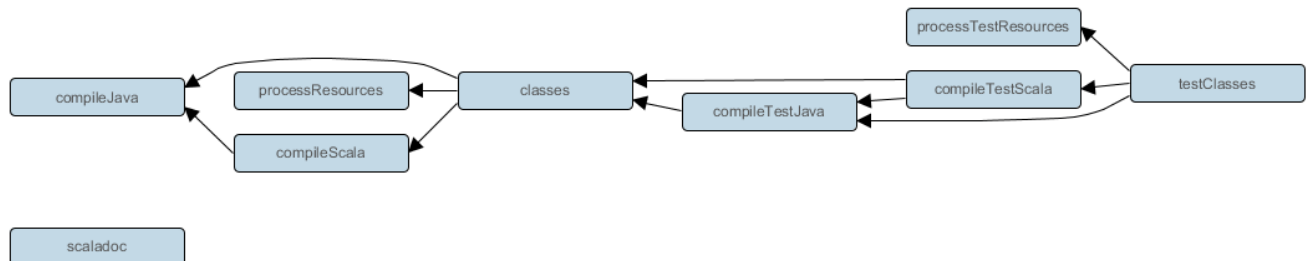 processTestResources
compileJava
processResources
classes
compileTestScala
testClasses
compileTestJava
compileScala
scaladoc